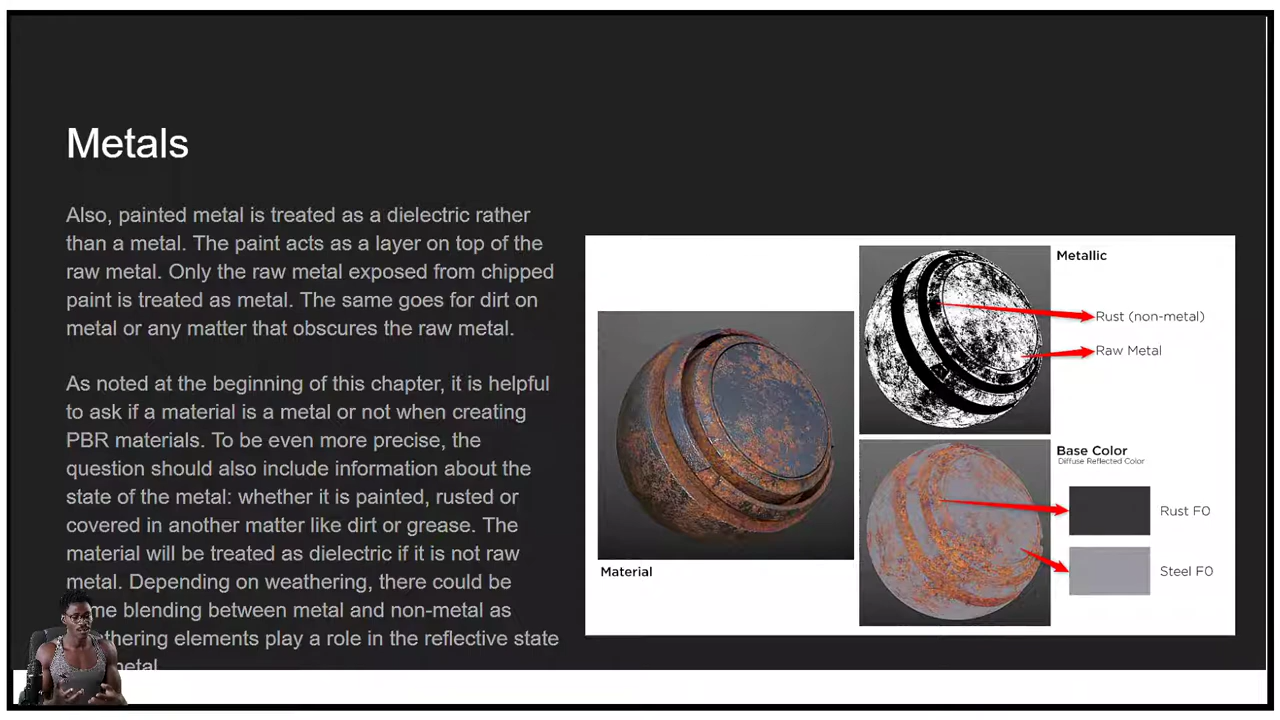 Metals
Also, painted metal is treated as a dielectric rather
than a metal. The paint acts as a layer on top of the
raw metal. Only the raw metal exposed from chipped
paint is treated as metal. The same goes for dirt on
metal or any matter that obscures the raw metal.
As noted at the beginning of this chapter, it is helpful
to ask if a material is a metal or not when creating
PBR materials. To be even more precise, the
question should also include information about the
state of the metal: whether it is painted, rusted or
covered in another matter like dirt or grease. The
material will be treated as dielectric if it is not raw
metal. Depending on weathering, there could be
blending between metal and non-metal as
elements play a role in the reflective state
Material
Metallic
Rust (non-metal)
Raw Metal
Base Color
Diffuse Reflected Color
Rust F0
Steel F0